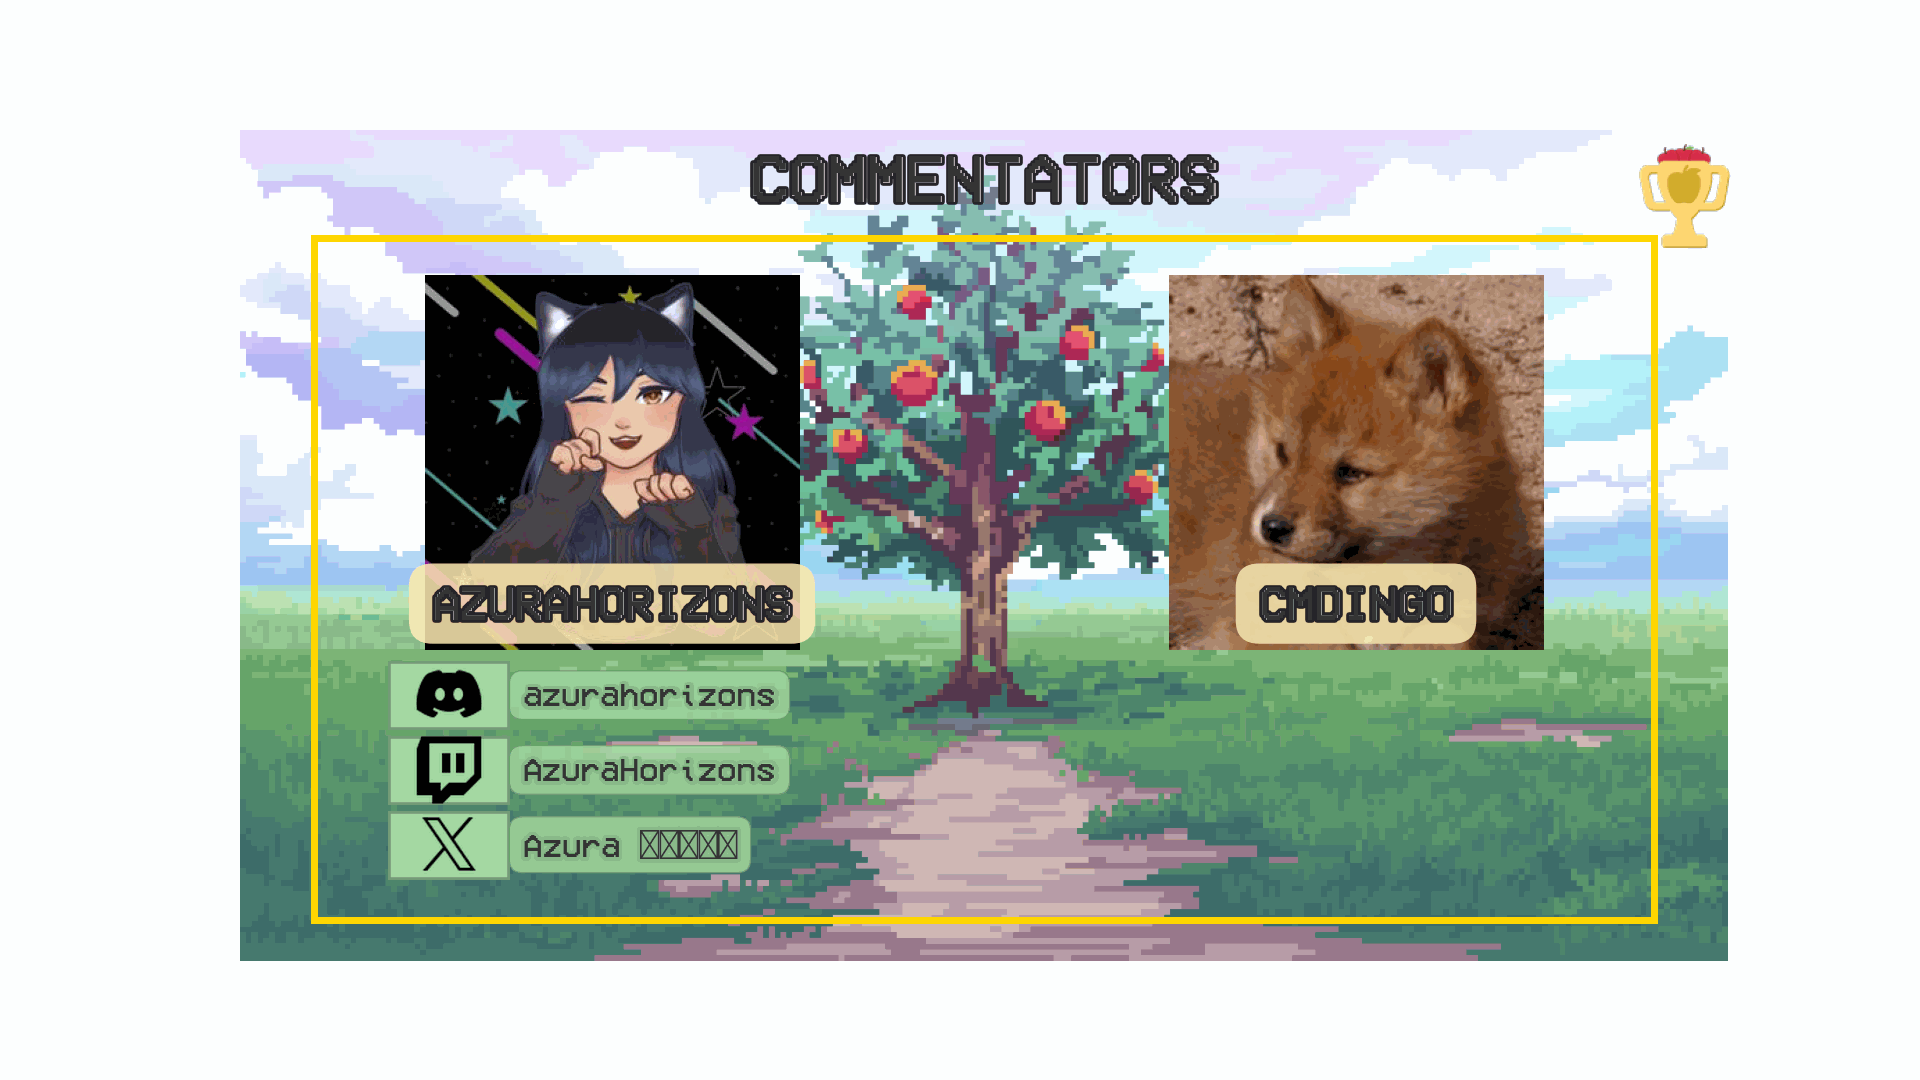 COMMENTATORS
AZURAHORIZONS
CMDINGO
azurahorizons
AzuraHorizons
Azura